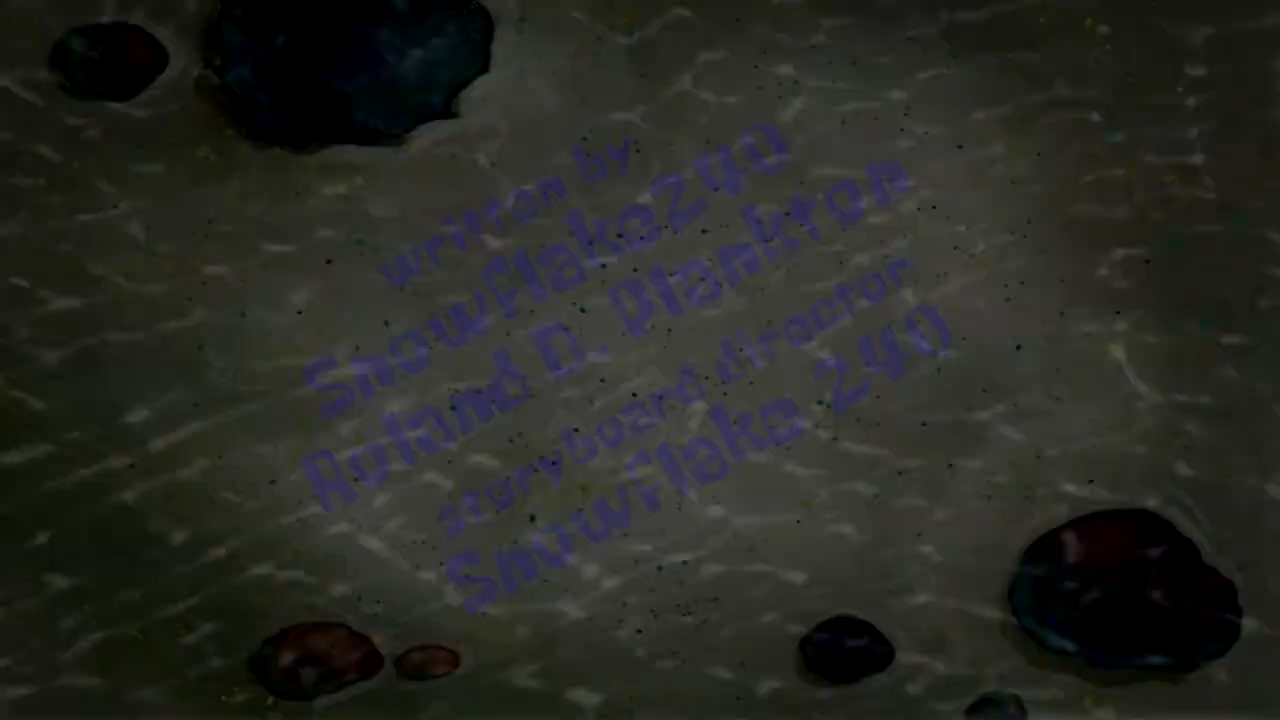 written by
Snowflake240
Roland D. Plankton
storyboard director
Snowflake 240